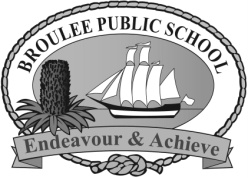 BROULEE PUBLIC SCHOOL
Endeavour & Achieve